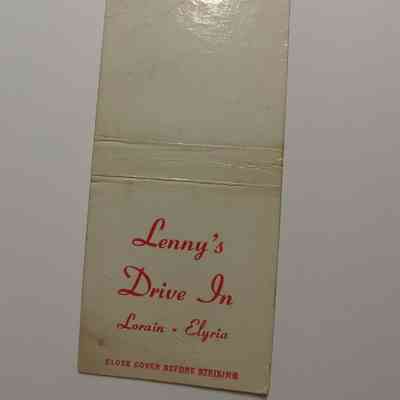 Lenny's
Drive In
Lorain - Elyria
CLOSE COVER BEFORE STRIKING